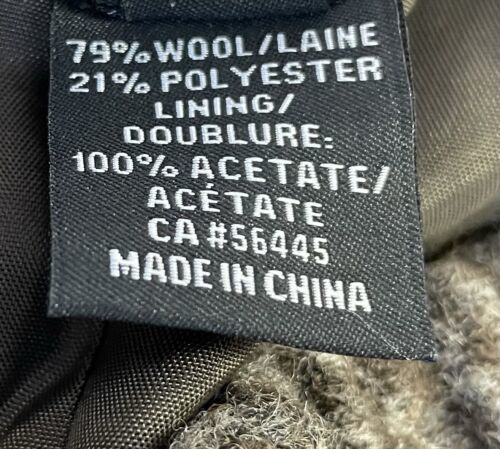 79% WOOL/LAINE
21% POLYESTER
LINING/
DOUBLURE:
100% ACETATE/
ACÉTATE
CA #56445
MADE IN CHINA